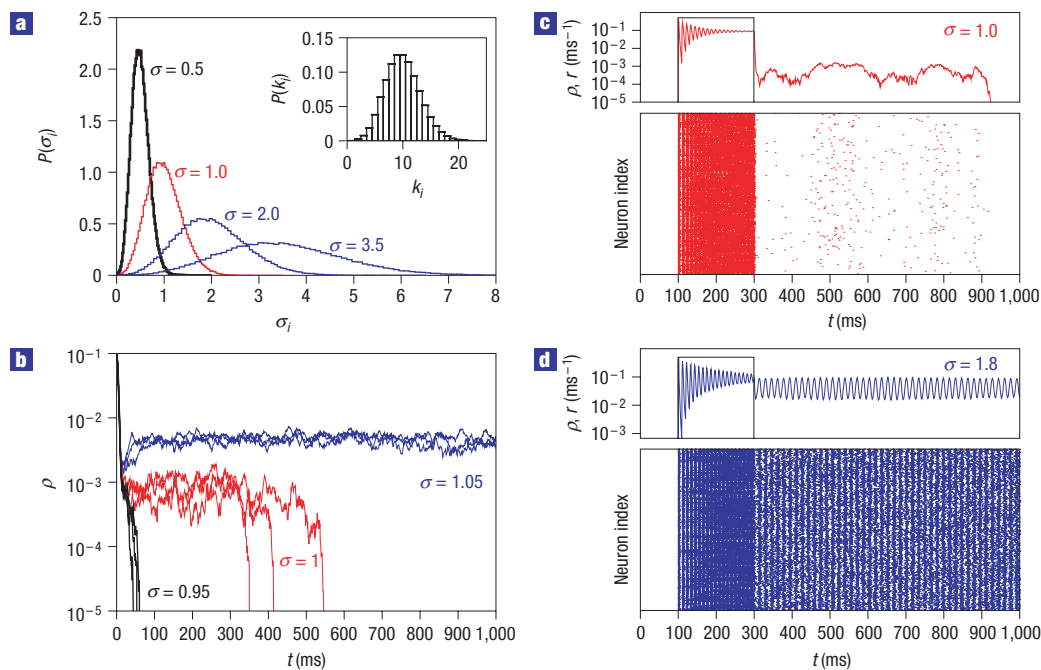 a
2.5
2.0
1.5
1.0
0.5
0
P(σi)
σ = 0.5
σ = 1.0
σ = 2.0
σ = 3.5
0 1 2 3 4 5 6 7 8
σi
0.15
0.10
0.05
0
P(ki)
0 10 20
ki
b
10⁻¹
10⁻²
10⁻³
10⁻⁴
10⁻⁵
ρ
σ = 1.05
σ = 1
σ = 0.95
0 100 200 300 400 500 600 700 800 900 1,000
t (ms)
c
σ = 1.0
10⁻¹
10⁻²
10⁻³
10⁻⁴
10⁻⁵
ρ, r (ms⁻¹)
Neuron index
0 100 200 300 400 500 600 700 800 900 1,000
t (ms)
d
σ = 1.8
10⁻¹
10⁻²
10⁻³
ρ, r (ms⁻¹)
Neuron index
0 100 200 300 400 500 600 700 800 900 1,000
t (ms)